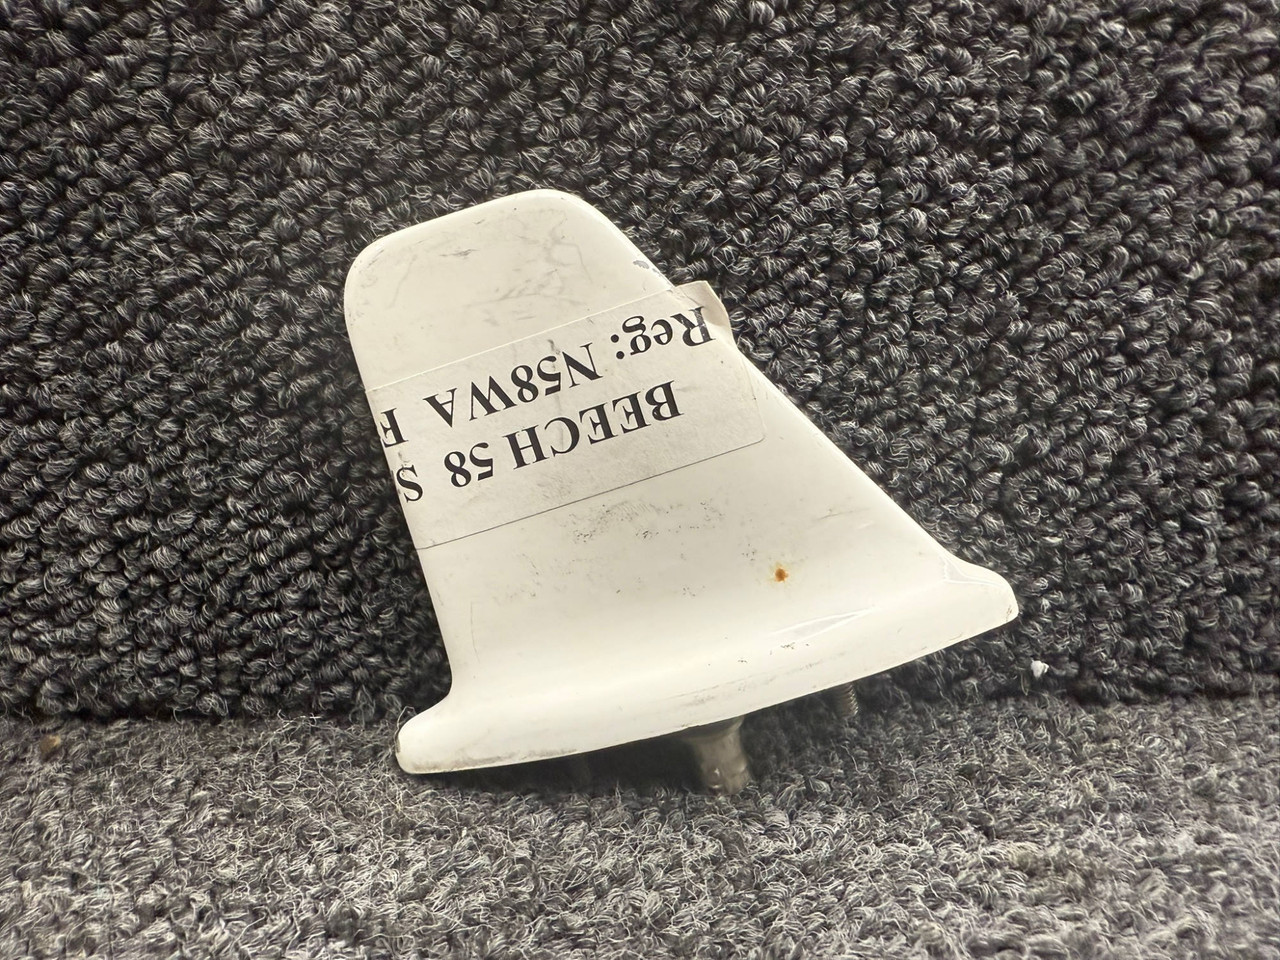 BEECH 58 S
Reg: N58WA F